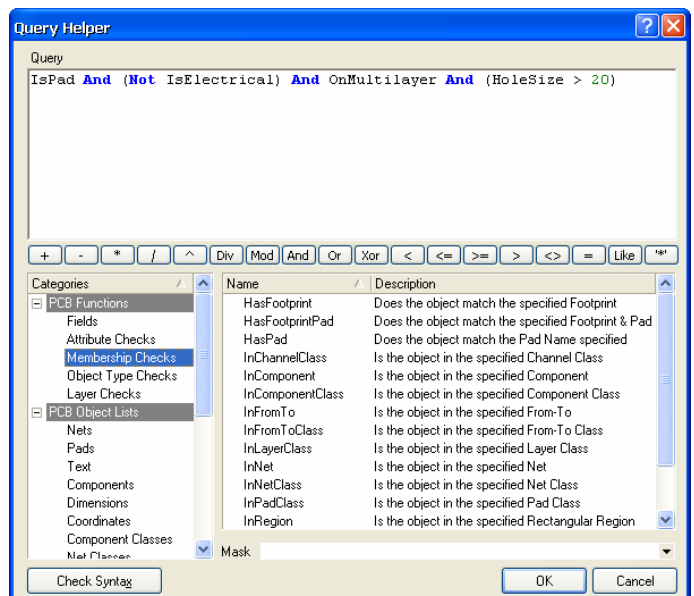 Query Helper
Query
IsPad And (Not IsElectrical) And OnMultilayer And (HoleSize > 20)
+ - * / ^ Div Mod And Or Xor < <= >= > <> = Like '*'
Categories Name Description
PCB Functions HasFootprint Does the object match the specified Footprint
Fields HasFootprintPad Does the object match the specified Footprint & Pad
Attribute Checks HasPad Does the object match the Pad Name specified
Membership Checks InChannelClass Is the object in the specified Channel Class
Object Type Checks InComponent Is the object in the specified Component
Layer Checks InComponentClass Is the object in the specified Component Class
PCB Object Lists InFromTo Is the object in the specified From-To
Nets InFromToClass Is the object in the specified From-To Class
Pads InLayerClass Is the object in the specified Layer Class
Text InNet Is the object in the specified Net
Components InNetClass Is the object in the specified Net Class
Dimensions InPadClass Is the object in the specified Pad Class
Coordinates InRegion Is the object in the specified Rectangular Region
Component Classes
Net Classes Mask
Check Syntax OK Cancel